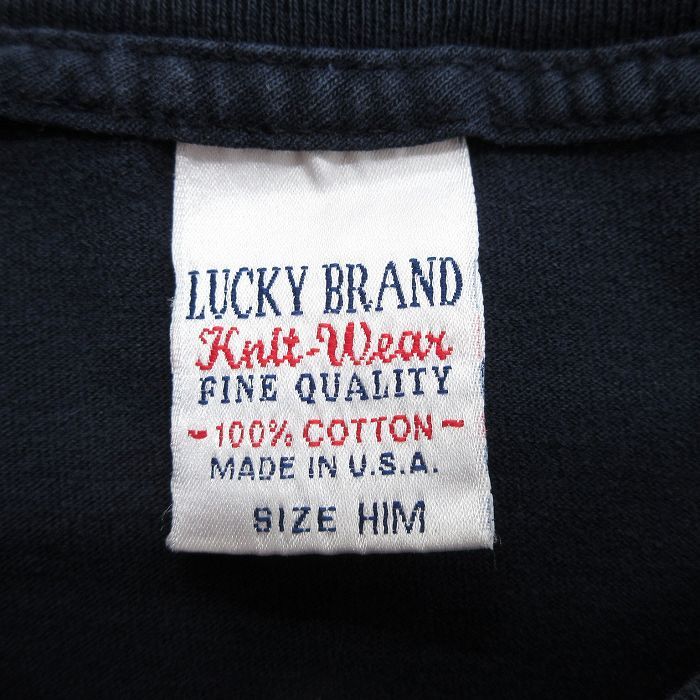 LUCKY BRAND
Knit-Wear
FINE QUALITY
~100% COTTON~
MADE IN U.S.A.
SIZE HIM